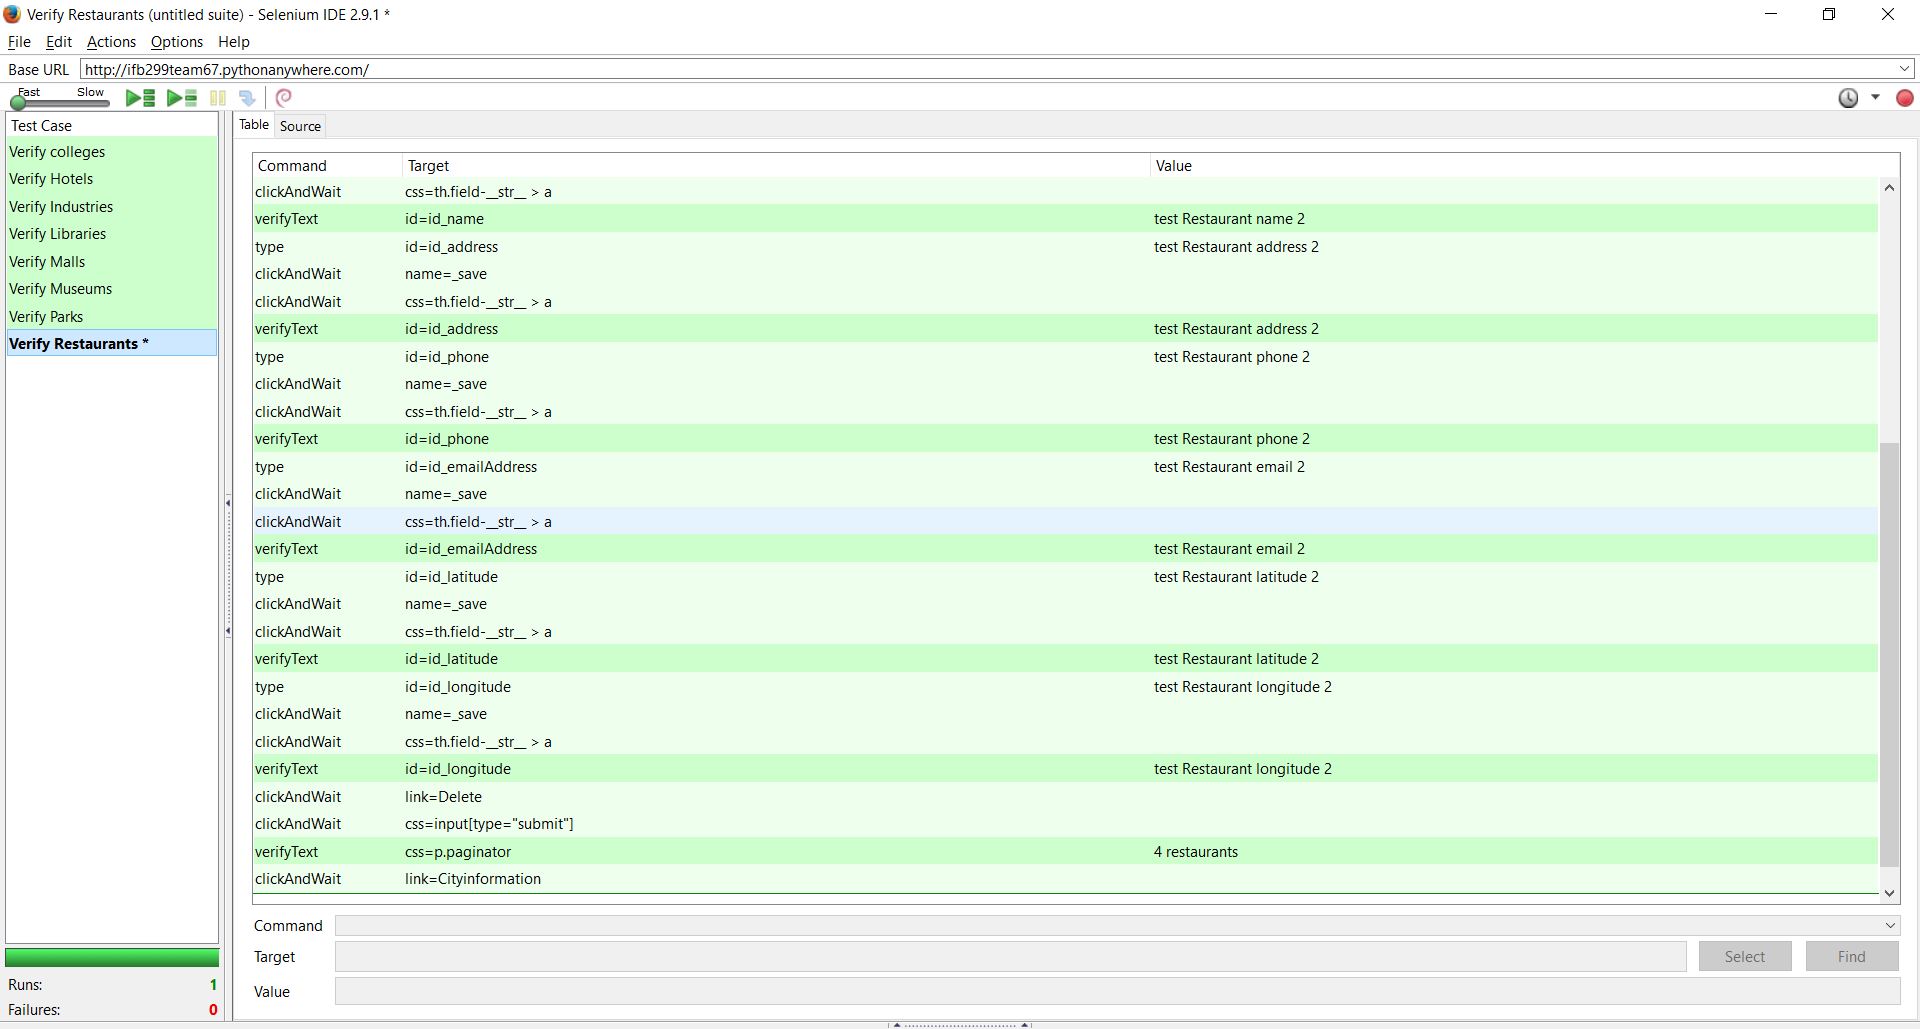 Verify Restaurants (untitled suite) - Selenium IDE 2.9.1 *
File Edit Actions Options Help
Base URL http://ifb299team67.pythonanywhere.com/
Fast Slow
Test Case
Verify colleges
Verify Hotels
Verify Industries
Verify Libraries
Verify Malls
Verify Museums
Verify Parks
Verify Restaurants *
Runs: 1
Failures: 0
Table Source
Command Target Value
clickAndWait css=th.field-__str__ > a
verifyText id=id_name test Restaurant name 2
type id=id_address test Restaurant address 2
clickAndWait name=_save
clickAndWait css=th.field-__str__ > a
verifyText id=id_address test Restaurant address 2
type id=id_phone test Restaurant phone 2
clickAndWait name=_save
clickAndWait css=th.field-__str__ > a
verifyText id=id_phone test Restaurant phone 2
type id=id_emailAddress test Restaurant email 2
clickAndWait name=_save
clickAndWait css=th.field-__str__ > a
verifyText id=id_emailAddress test Restaurant email 2
type id=id_latitude test Restaurant latitude 2
clickAndWait name=_save
clickAndWait css=th.field-__str__ > a
verifyText id=id_latitude test Restaurant latitude 2
type id=id_longitude test Restaurant longitude 2
clickAndWait name=_save
clickAndWait css=th.field-__str__ > a
verifyText id=id_longitude test Restaurant longitude 2
clickAndWait link=Delete
clickAndWait css=input[type="submit"]
verifyText css=p.paginator 4 restaurants
clickAndWait link=Cityinformation
Command
Target Select Find
Value